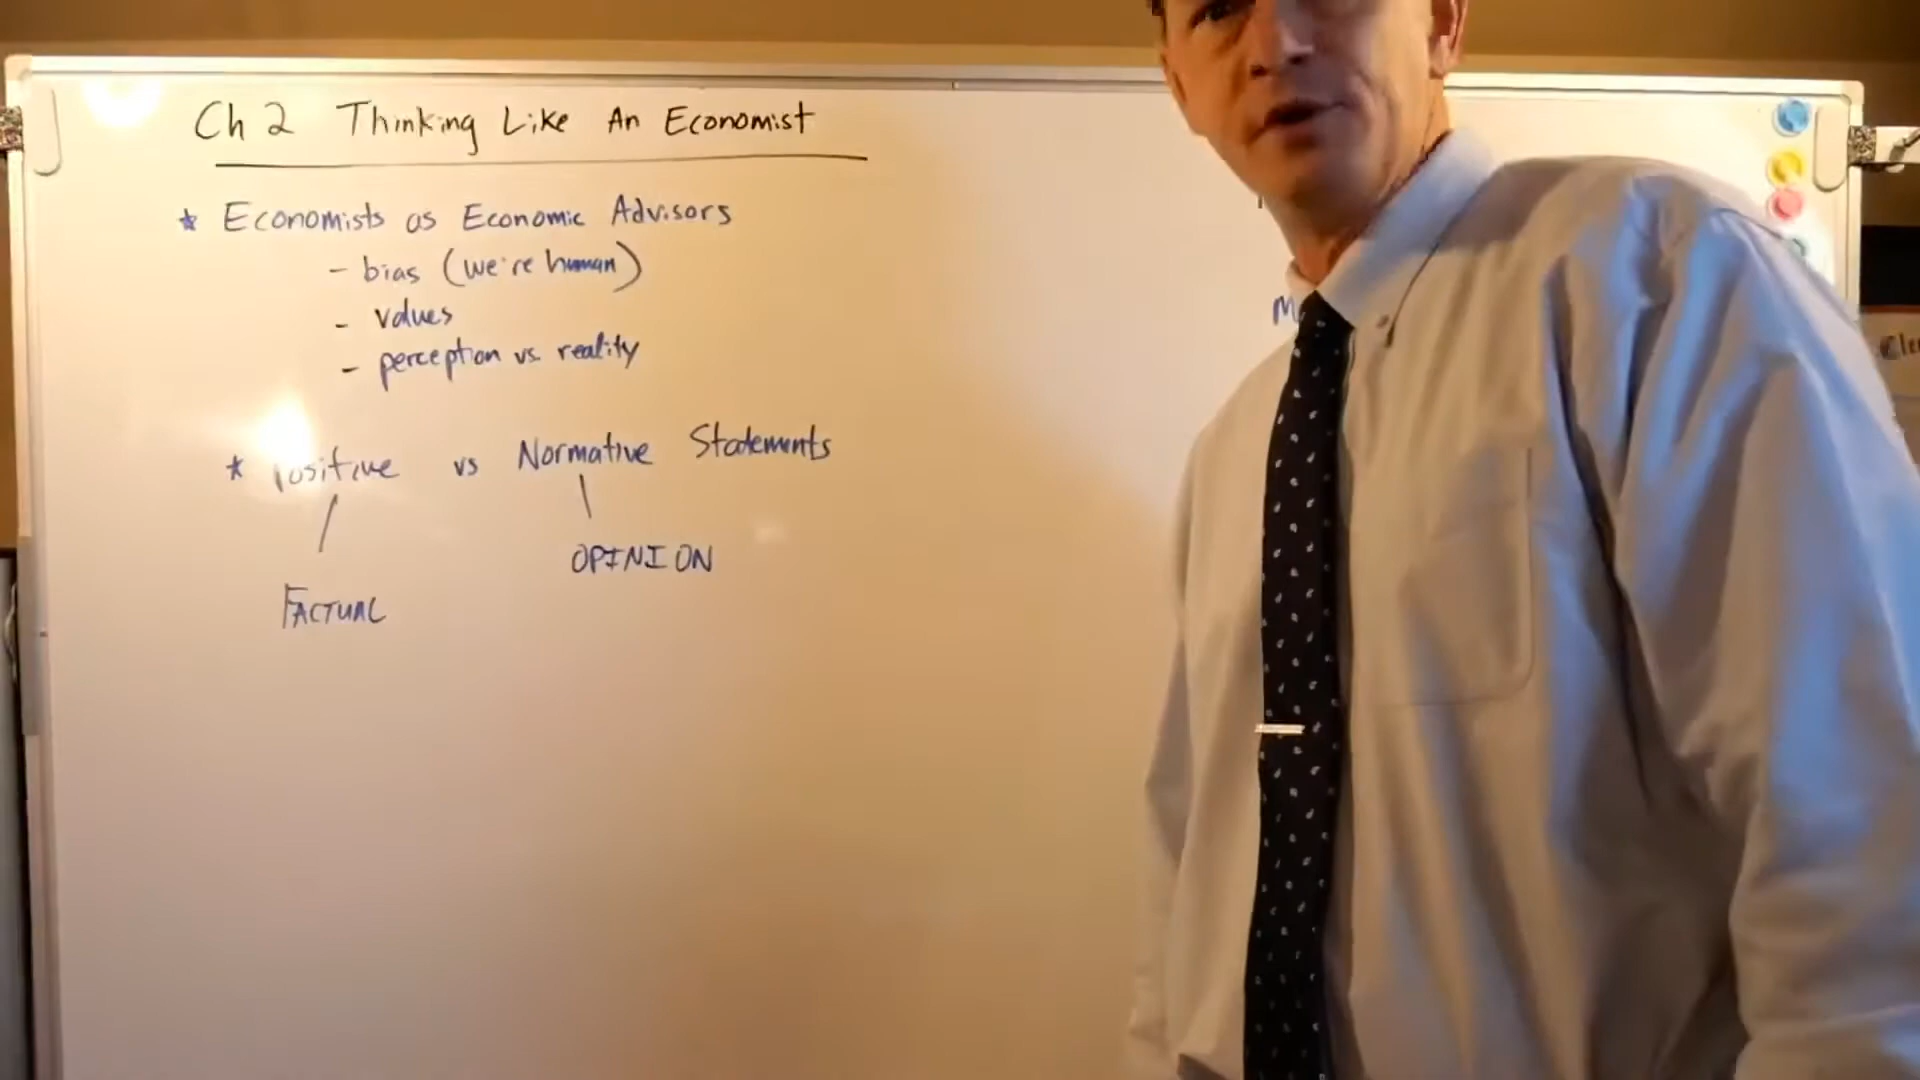 Ch 2 Thinking Like An Economist
* Economists as Economic Advisors
- bias (we're human)
- values
- perception vs. reality
* Positive vs Normative Statements
OPINION
FACTUAL